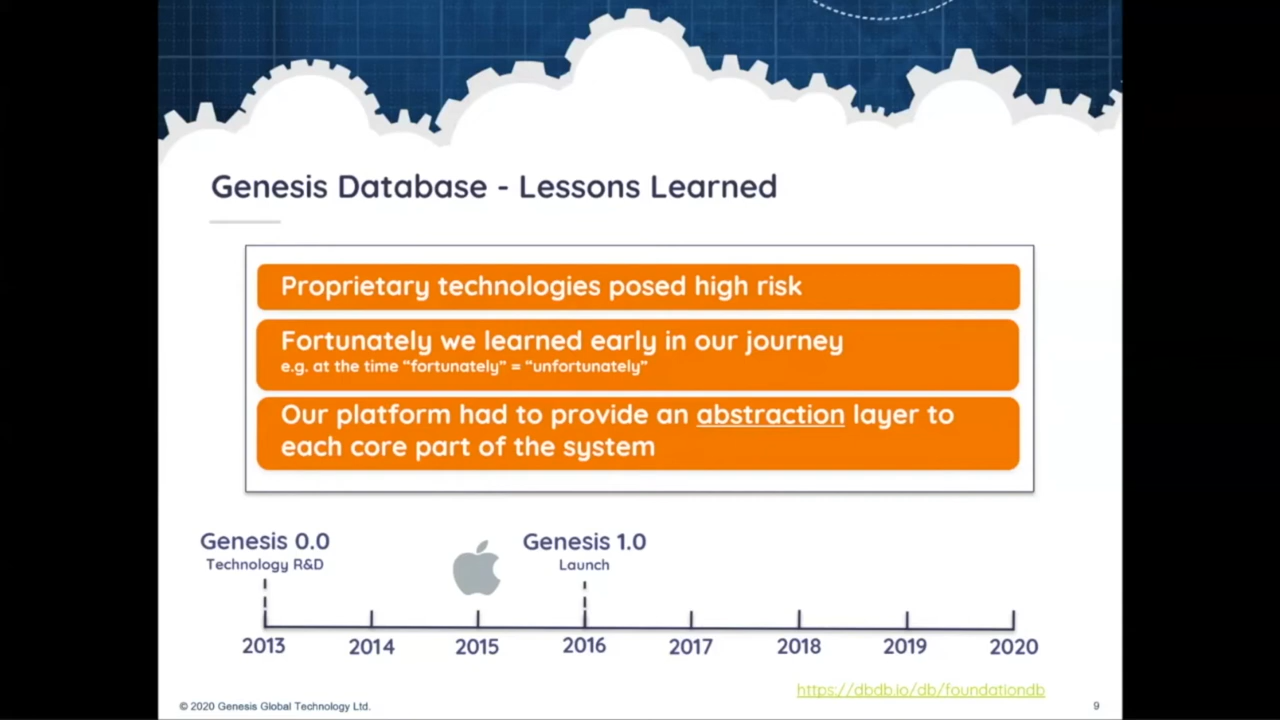 Genesis Database - Lessons Learned
Proprietary technologies posed high risk
Fortunately we learned early in our journey
e.g. at the time “fortunately” = “unfortunately”
Our platform had to provide an abstraction layer to
each core part of the system
Genesis 0.0
Technology R&D
Genesis 1.0
Launch
2013 2014 2015 2016 2017 2018 2019 2020
https://dbdb.io/db/foundationdb
© 2020 Genesis Global Technology Ltd.
9